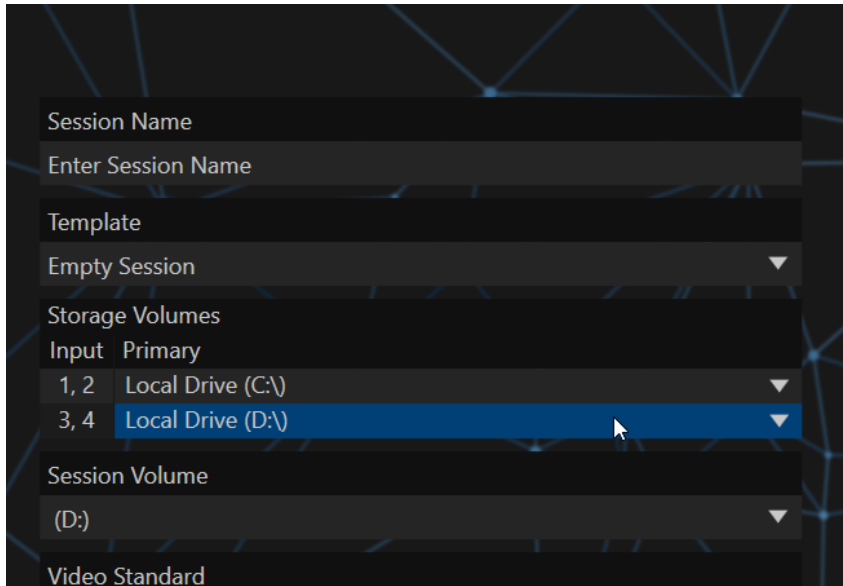 Session Name
Enter Session Name
Template
Empty Session
Storage Volumes
Input Primary
1, 2 Local Drive (C:\)
3, 4 Local Drive (D:\)
Session Volume
(D:)
Video Standard